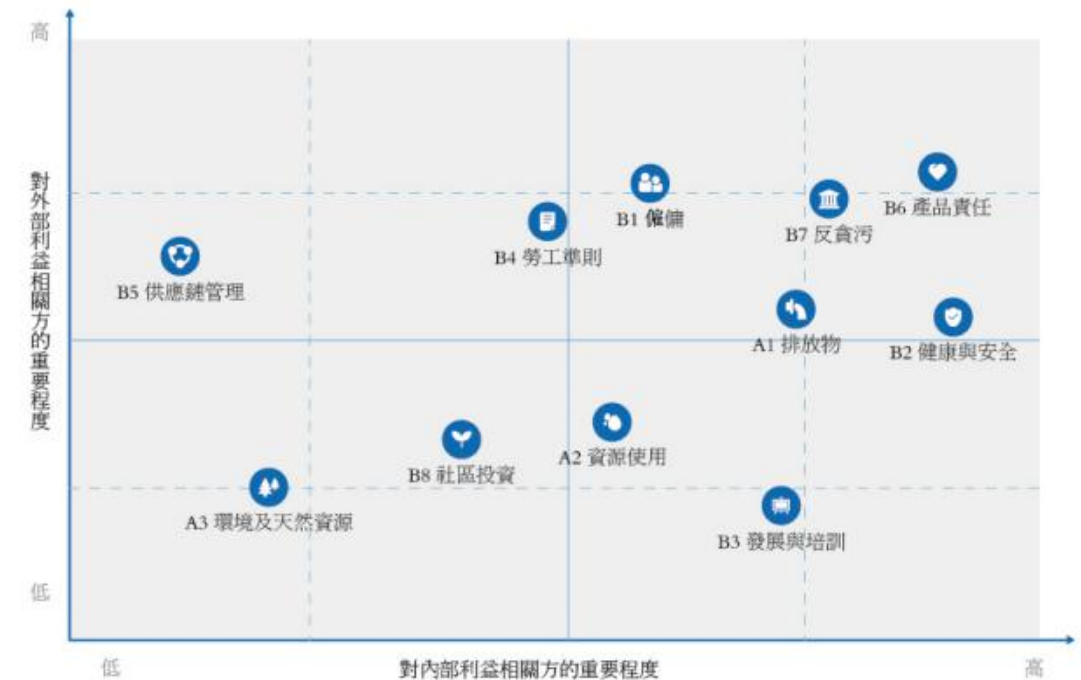 高
對外部利益相關方的重要程度
B6 產品責任
B1 僱傭
B7 反貪污
B4 勞工準則
B5 供應鏈管理
A1 排放物
B2 健康與安全
A2 資源使用
B8 社區投資
A3 環境及天然資源
B3 發展與培訓
低
低
對內部利益相關方的重要程度
高